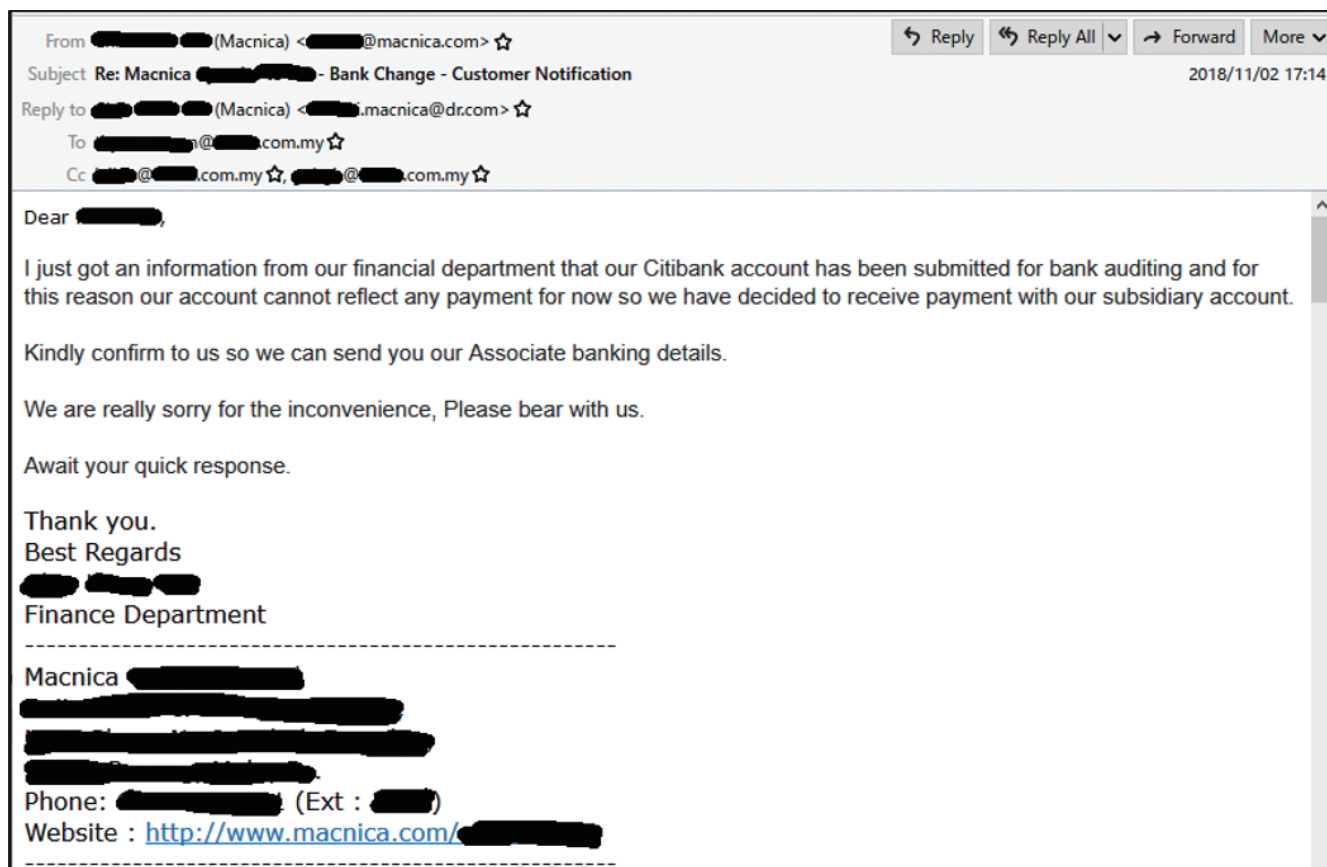 From (Macnica) < @macnica.com>
Reply Reply All Forward More
Subject Re: Macnica - Bank Change - Customer Notification
2018/11/02 17:14
Reply to (Macnica) < .macnica@dr.com>
To @ .com.my
Cc @ .com.my, @ .com.my
Dear ,
I just got an information from our financial department that our Citibank account has been submitted for bank auditing and for
this reason our account cannot reflect any payment for now so we have decided to receive payment with our subsidiary account.
Kindly confirm to us so we can send you our Associate banking details.
We are really sorry for the inconvenience, Please bear with us.
Await your quick response.
Thank you.
Best Regards
Finance Department
--------------------------------------------------------
Macnica
Phone: (Ext : )
Website : http://www.macnica.com/
--------------------------------------------------------